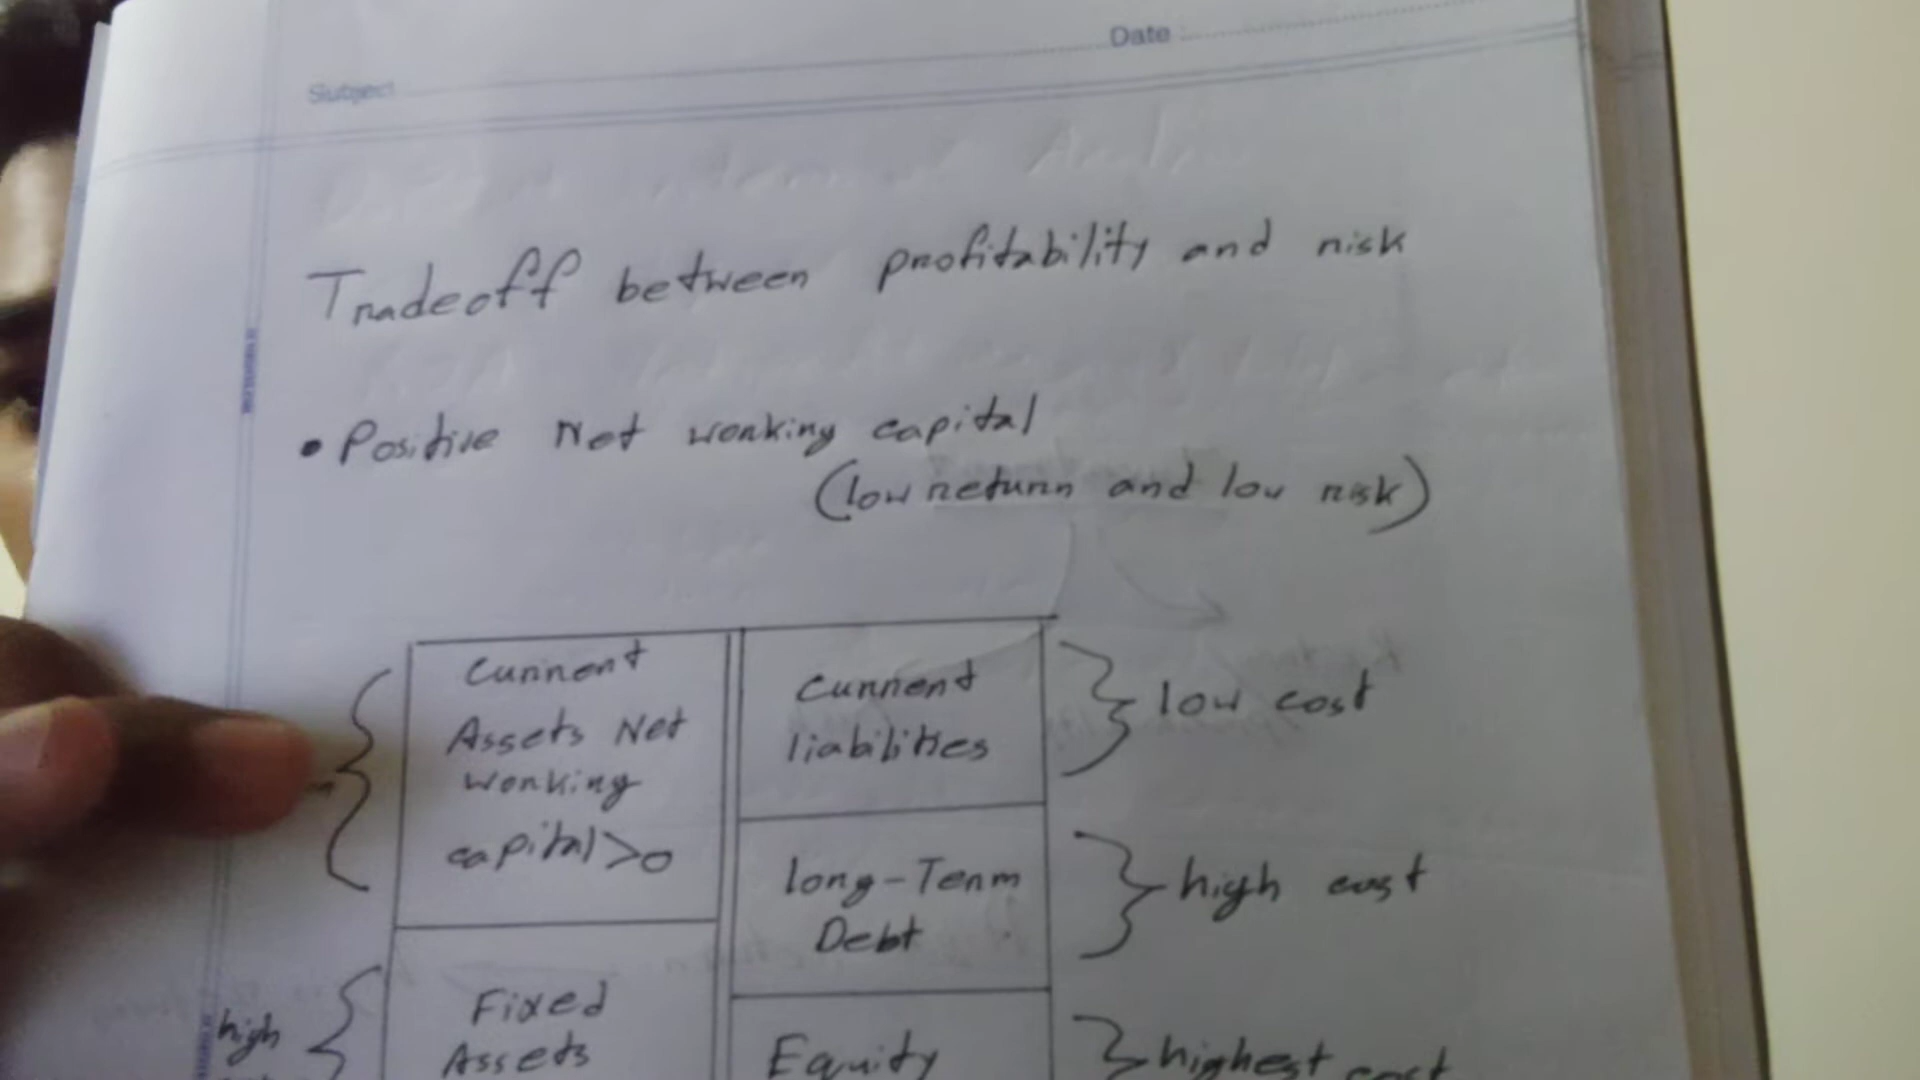 Date
Subject
Tradeoff between profitability and risk
• Positive Net working capital
(low return and low risk)
Current
Assets Net
working
capital > 0
Current
liabilities
low cost
long-Term
Debt
high cost
Fixed
Assets
high
Equity
highest cost